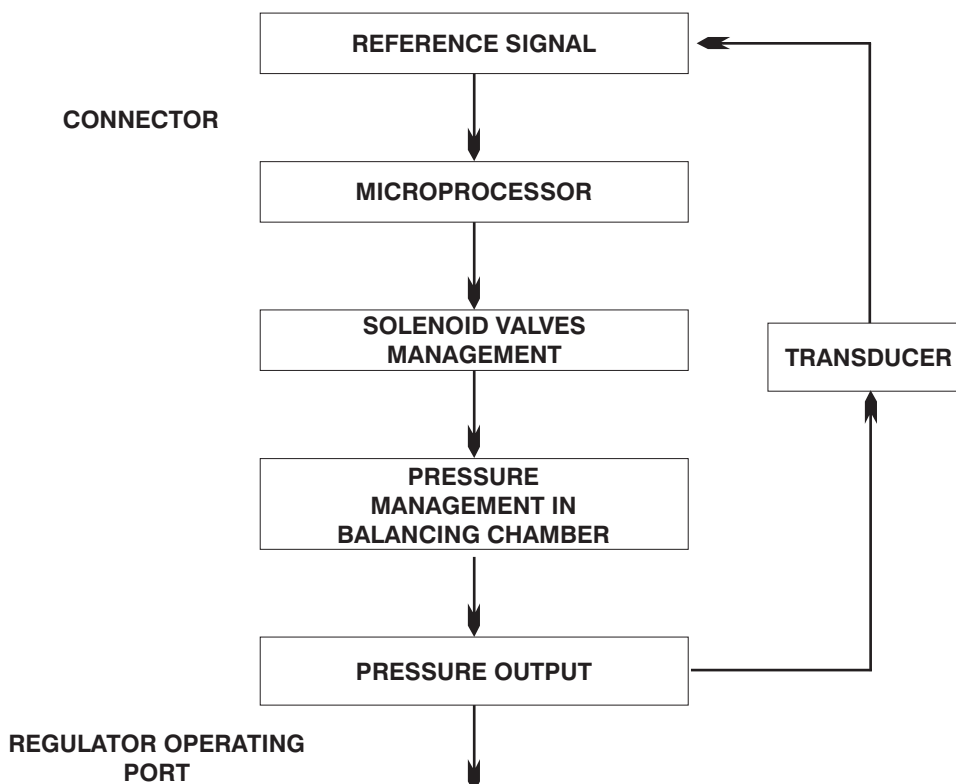 REFERENCE SIGNAL
CONNECTOR
MICROPROCESSOR
SOLENOID VALVES
MANAGEMENT
TRANSDUCER
PRESSURE
MANAGEMENT IN
BALANCING CHAMBER
PRESSURE OUTPUT
REGULATOR OPERATING
PORT